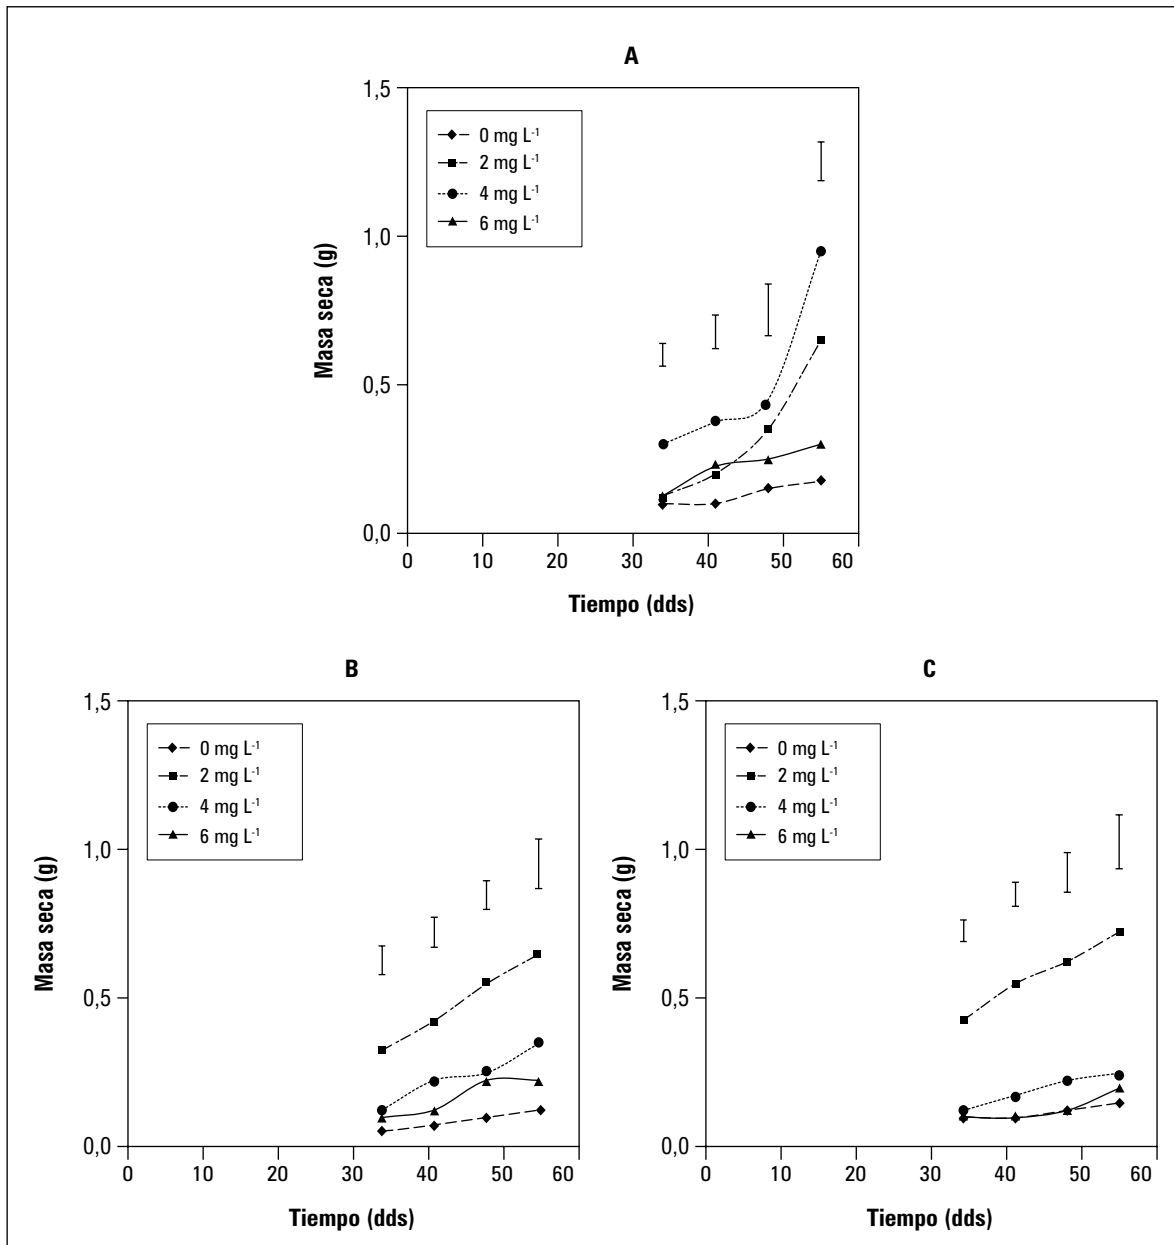 A
1,5
1,0
0,5
0,0
Masa seca (g)
0 mg L⁻¹
2 mg L⁻¹
4 mg L⁻¹
6 mg L⁻¹
0 10 20 30 40 50 60
Tiempo (dds)
B
1,5
1,0
0,5
0,0
Masa seca (g)
0 mg L⁻¹
2 mg L⁻¹
4 mg L⁻¹
6 mg L⁻¹
0 10 20 30 40 50 60
Tiempo (dds)
C
1,5
1,0
0,5
0,0
Masa seca (g)
0 mg L⁻¹
2 mg L⁻¹
4 mg L⁻¹
6 mg L⁻¹
0 10 20 30 40 50 60
Tiempo (dds)